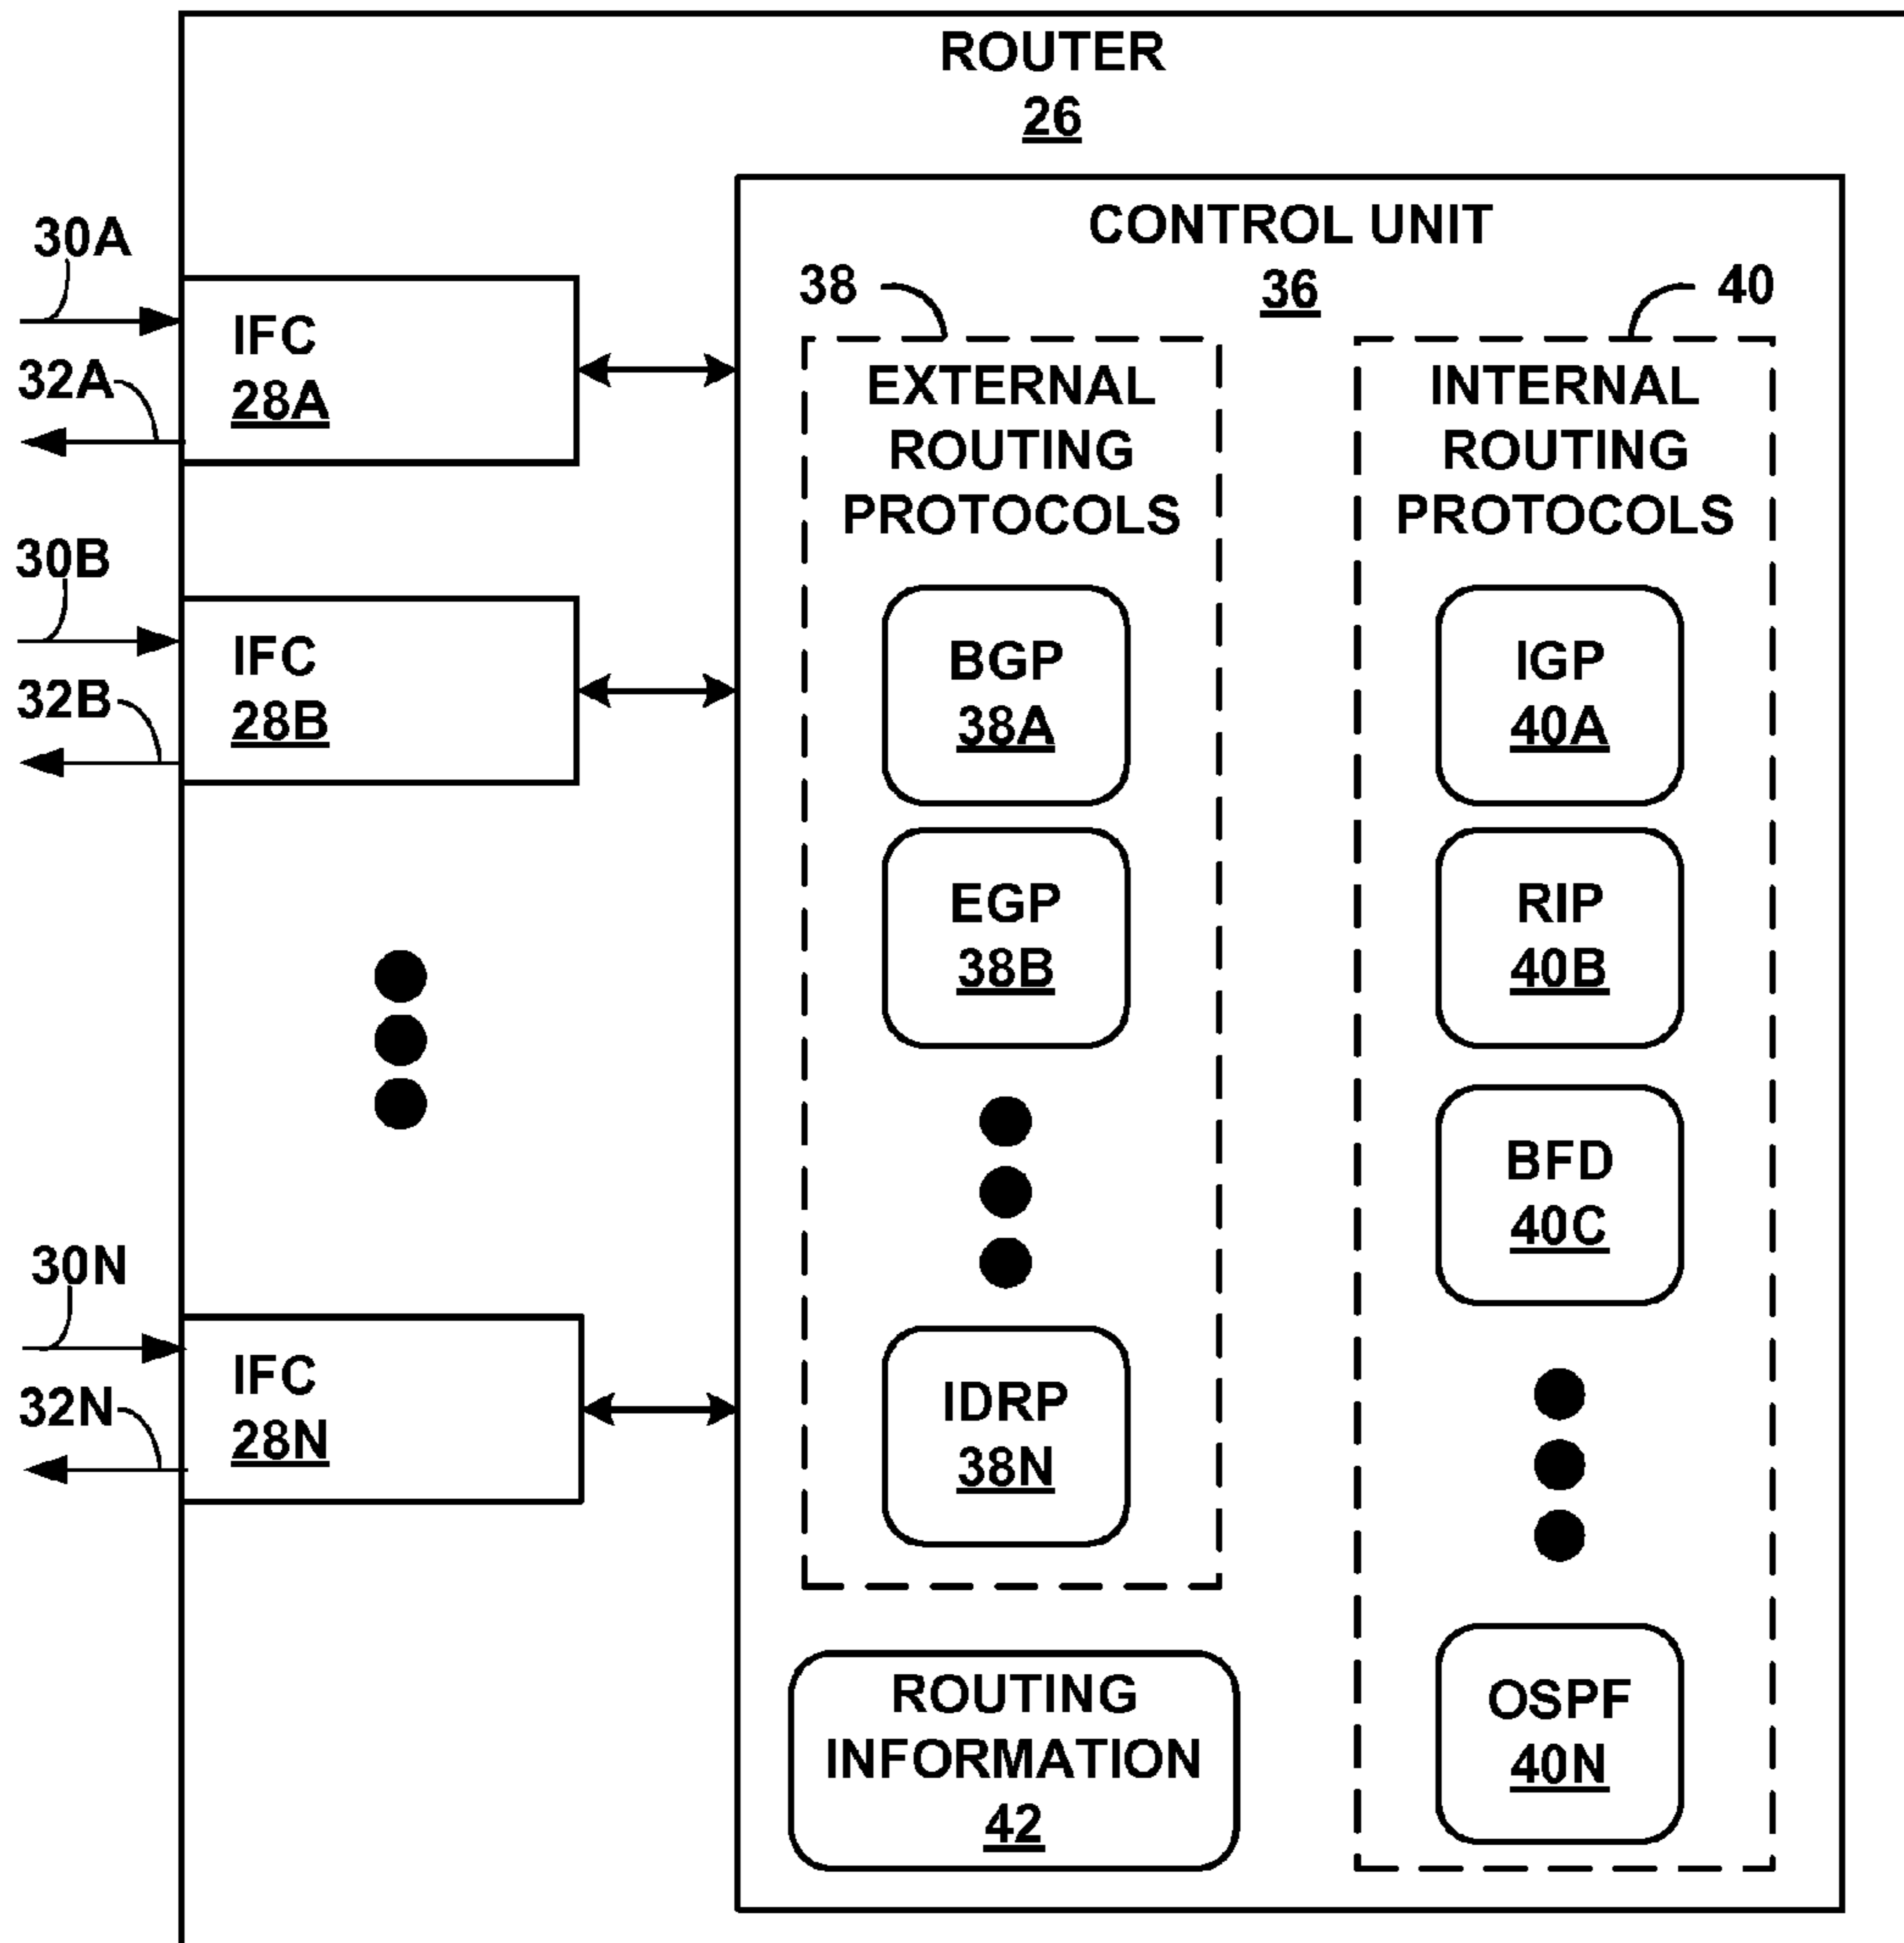 ROUTER
26
CONTROL UNIT
36
30A
32A
IFC
28A
30B
32B
IFC
28B
30N
32N
IFC
28N
38
EXTERNAL
ROUTING
PROTOCOLS
BGP
38A
EGP
38B
IDRP
38N
ROUTING
INFORMATION
42
40
INTERNAL
ROUTING
PROTOCOLS
IGP
40A
RIP
40B
BFD
40C
OSPF
40N